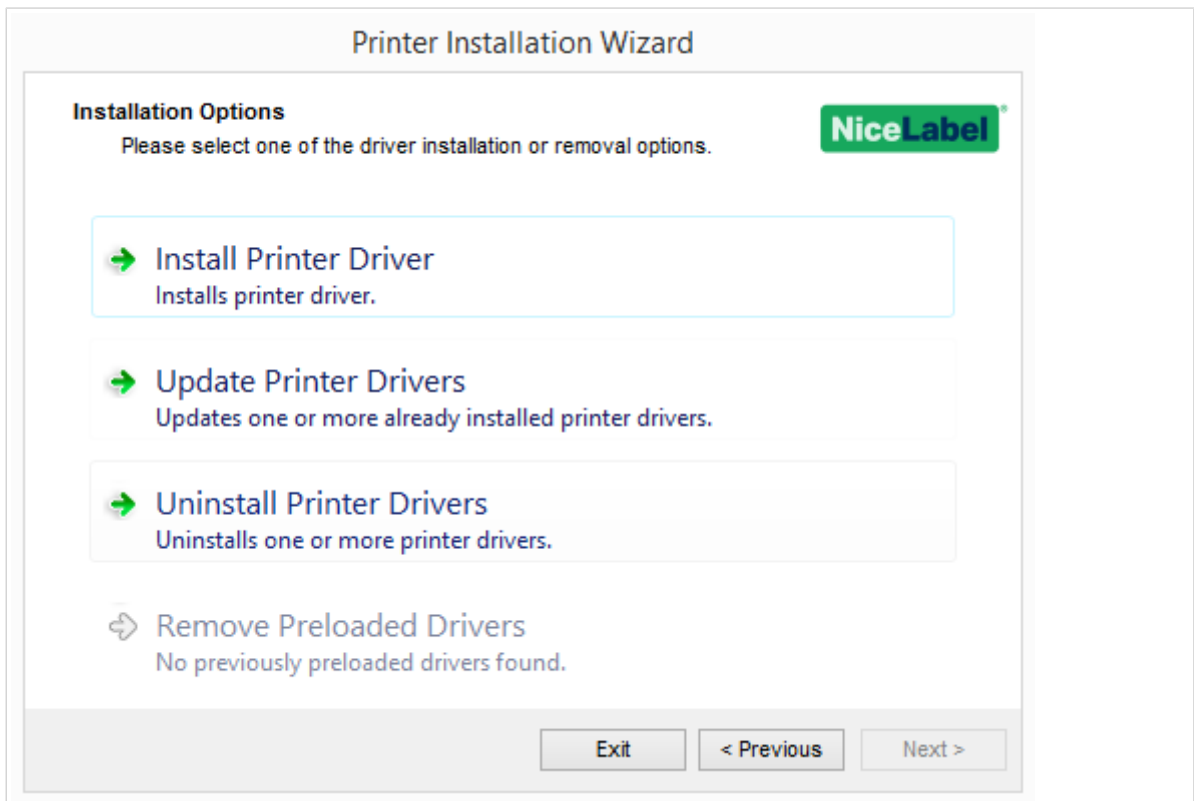 Printer Installation Wizard
Installation Options
Please select one of the driver installation or removal options.
NiceLabel®
Install Printer Driver
Installs printer driver.
Update Printer Drivers
Updates one or more already installed printer drivers.
Uninstall Printer Drivers
Uninstalls one or more printer drivers.
Remove Preloaded Drivers
No previously preloaded drivers found.
Exit
< Previous
Next >